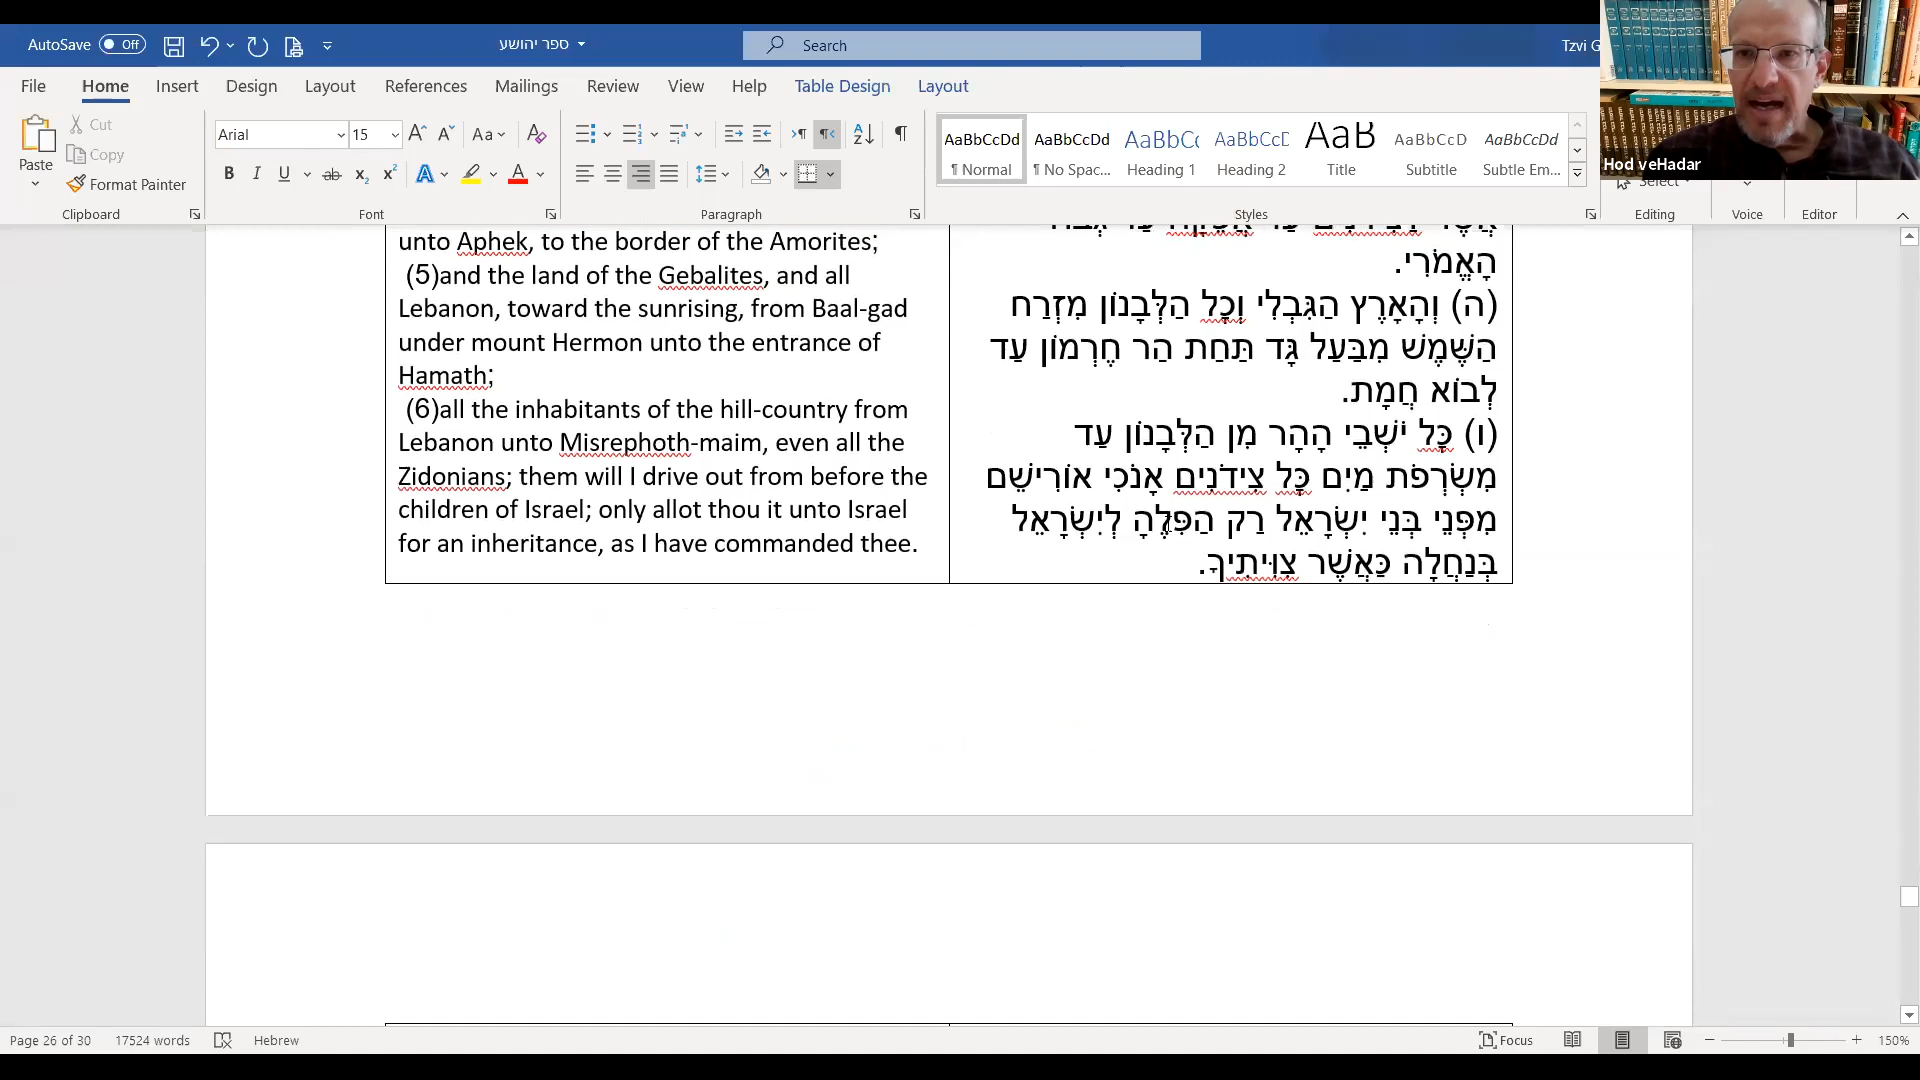 AutoSave Off
ספר יהושע
Search
Tzvi G
File Home Insert Design Layout References Mailings Review View Help Table Design Layout
Paste
Cut
Copy
Format Painter
Clipboard
Arial 15
Font
Paragraph
AaBbCcDd AaBbCcDd AaBbC AaBbCcD AaB AaBbCcD AaBbCcDd
¶ Normal ¶ No Spac... Heading 1 Heading 2 Title Subtitle Subtle Em...
Styles
Hod veHadar
Select
Editing Voice Editor
unto Aphek, to the border of the Amorites;
(5)and the land of the Gebalites, and all
Lebanon, toward the sunrising, from Baal-gad
under mount Hermon unto the entrance of
Hamath;
(6)all the inhabitants of the hill-country from
Lebanon unto Misrephoth-maim, even all the
Zidonians; them will I drive out from before the
children of Israel; only allot thou it unto Israel
for an inheritance, as I have commanded thee.
הָאֱמֹרִי.
(ה) וְהָאָרֶץ הַגִּבְלִי וְכָל הַלְּבָנוֹן מִזְרַח
הַשֶּׁמֶשׁ מִבַּעַל גָּד תַּחַת הַר חֶרְמוֹן עַד
לְבוֹא חֲמָת.
(ו) כָּל יֹשְׁבֵי הָהָר מִן הַלְּבָנוֹן עַד
מִשְׂרְפֹת מַיִם כָּל צִידֹנִים אָנֹכִי אוֹרִישֵׁם
מִפְּנֵי בְּנֵי יִשְׂרָאֵל רַק הַפִּלֶהָ לְיִשְׂרָאֵל
בְּנַחֲלָה כַּאֲשֶׁר צִוִּיתִיךָ.
Page 26 of 30 17524 words Hebrew Focus 150%